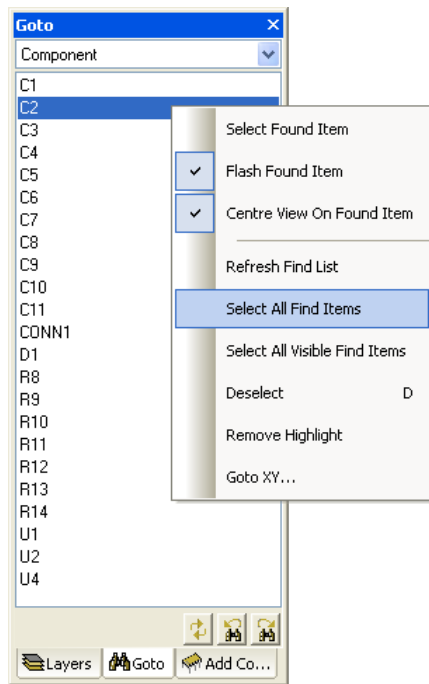 Goto
Component
C1
C2
C3
C4
C5
C6
C7
C8
C9
C10
C11
CONN1
D1
R8
R9
R10
R11
R12
R13
R14
U1
U2
U4
Select Found Item
Flash Found Item
Centre View On Found Item
Refresh Find List
Select All Find Items
Select All Visible Find Items
Deselect D
Remove Highlight
Goto XY...
Layers Goto Add Co...